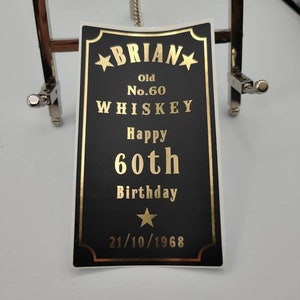 BRIAN
Old
No.60
WHISKEY
Happy
60th
Birthday
21/10/1968